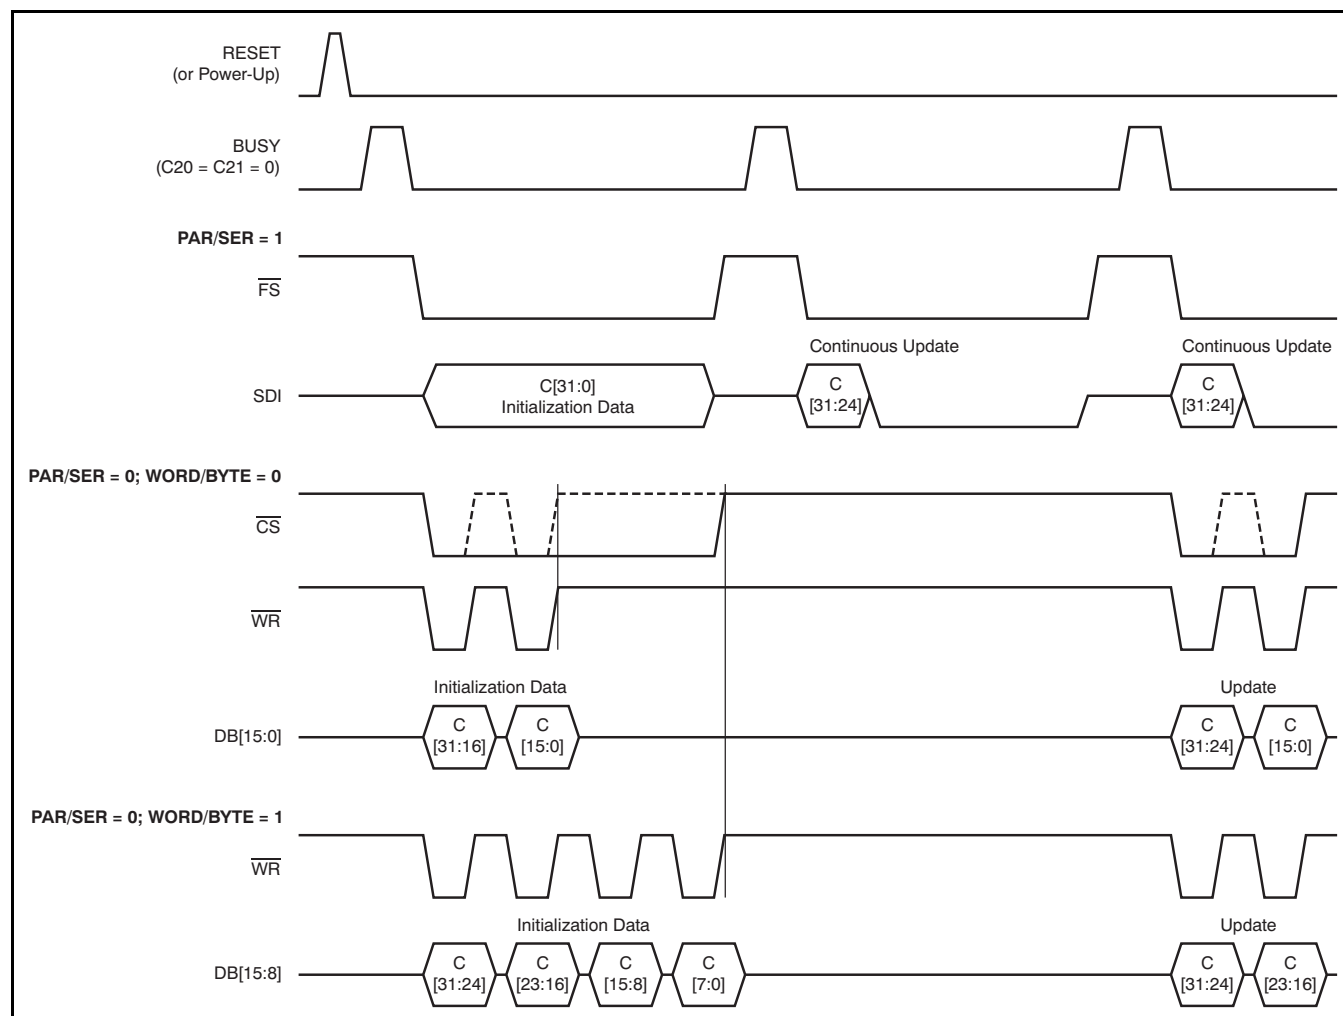 RESET
(or Power-Up)
BUSY
(C20 = C21 = 0)
PAR/SER = 1
FS
Continuous Update
Continuous Update
SDI
C[31:0]
Initialization Data
C
[31:24]
C
[31:24]
PAR/SER = 0; WORD/BYTE = 0
CS
WR
Initialization Data
Update
DB[15:0]
C
[31:16]
C
[15:0]
C
[31:24]
C
[15:0]
PAR/SER = 0; WORD/BYTE = 1
WR
Initialization Data
Update
DB[15:8]
C
[31:24]
C
[23:16]
C
[15:8]
C
[7:0]
C
[31:24]
C
[23:16]